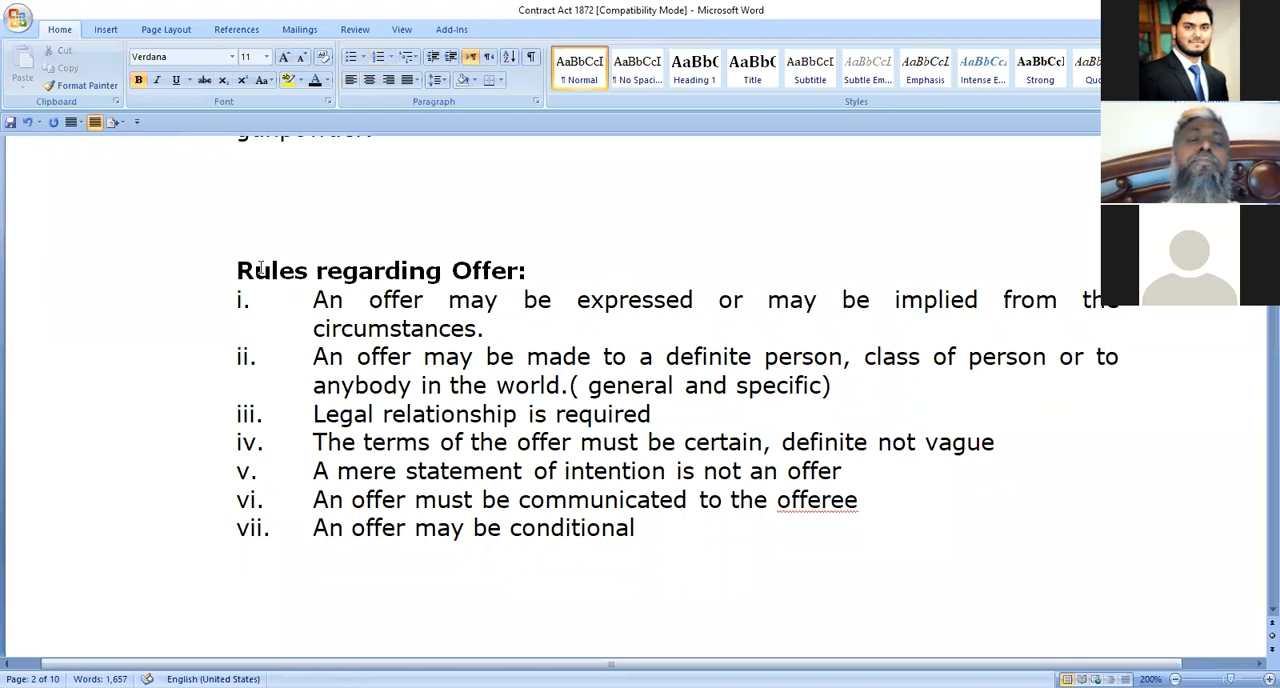 Contract Act 1872 [Compatibility Mode] - Microsoft Word
Home Insert Page Layout References Mailings Review View Add-Ins
Paste
Cut
Copy
Format Painter
Verdana 11
AaBbCcI AaBbCcI AaBb( AaBb( AaBbCcI AaBbCcL AaBbCcL AaBbCcL AaBbCcI
¶ Normal ¶ No Spaci... Heading 1 Title Subtitle Subtle Em... Emphasis Intense E... Strong
Clipboard Font Paragraph Styles
Rules regarding Offer:
i. An offer may be expressed or may be implied from the
circumstances.
ii. An offer may be made to a definite person, class of person or to
anybody in the world.( general and specific)
iii. Legal relationship is required
iv. The terms of the offer must be certain, definite not vague
v. A mere statement of intention is not an offer
vi. An offer must be communicated to the offeree
vii. An offer may be conditional
Page: 2 of 10 Words: 1,657 English (United States) 200%